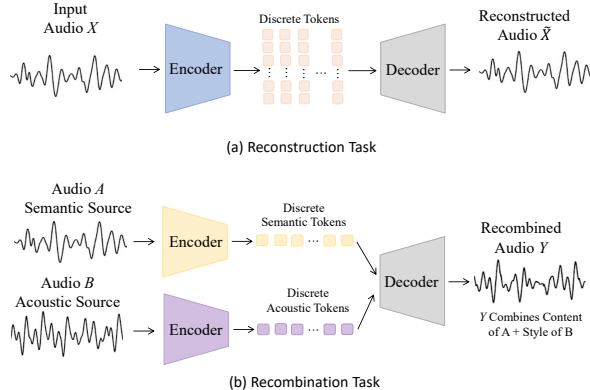 Input
Audio X
Encoder
Discrete Tokens
Decoder
Reconstructed
Audio X̃
(a) Reconstruction Task
Audio A
Semantic Source
Encoder
Discrete
Semantic Tokens
Audio B
Acoustic Source
Encoder
Discrete
Acoustic Tokens
Decoder
Recombined
Audio Y
Y Combines Content
of A + Style of B
(b) Recombination Task